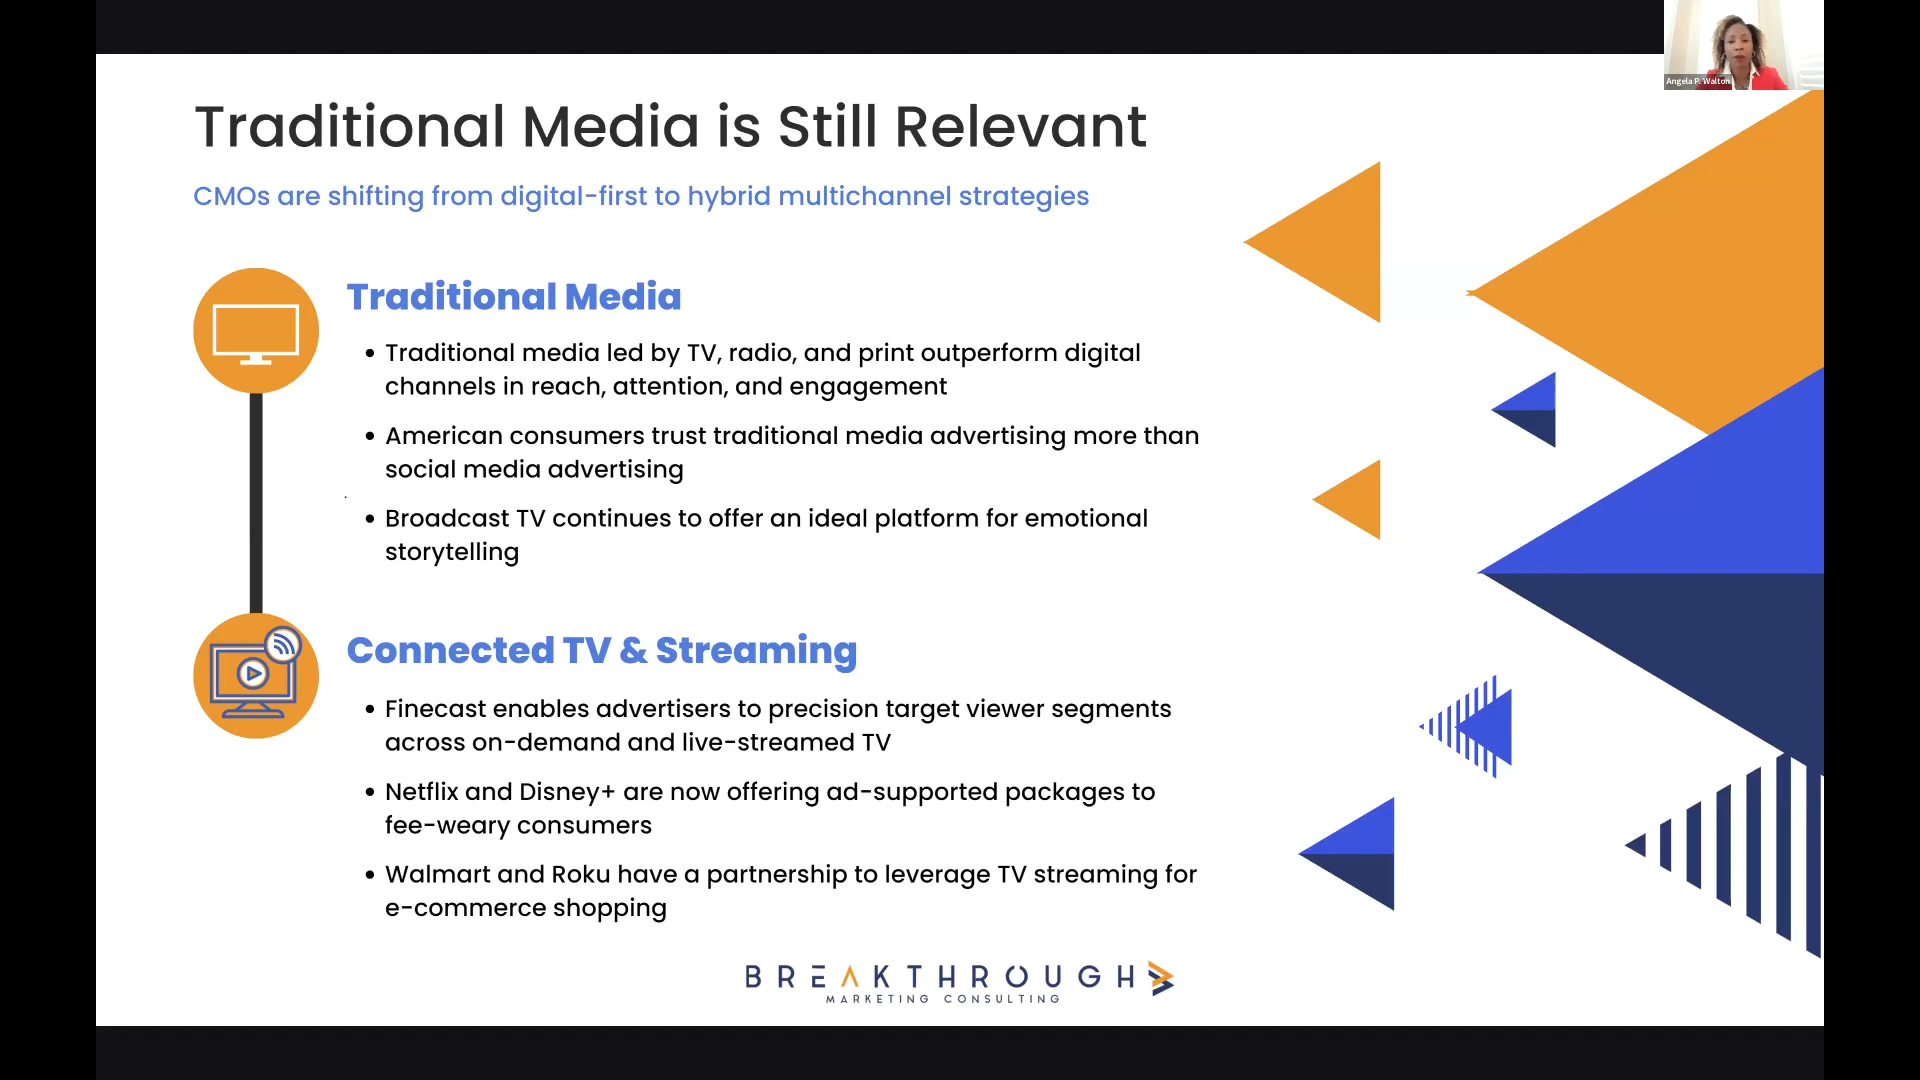 Angela P. Walton
Traditional Media is Still Relevant
CMOs are shifting from digital-first to hybrid multichannel strategies
Traditional Media
• Traditional media led by TV, radio, and print outperform digital
channels in reach, attention, and engagement
• American consumers trust traditional media advertising more than
social media advertising
• Broadcast TV continues to offer an ideal platform for emotional
storytelling
Connected TV & Streaming
• Finecast enables advertisers to precision target viewer segments
across on-demand and live-streamed TV
• Netflix and Disney+ are now offering ad-supported packages to
fee-weary consumers
• Walmart and Roku have a partnership to leverage TV streaming for
e-commerce shopping
BREAKTHROUGH
MARKETING CONSULTING